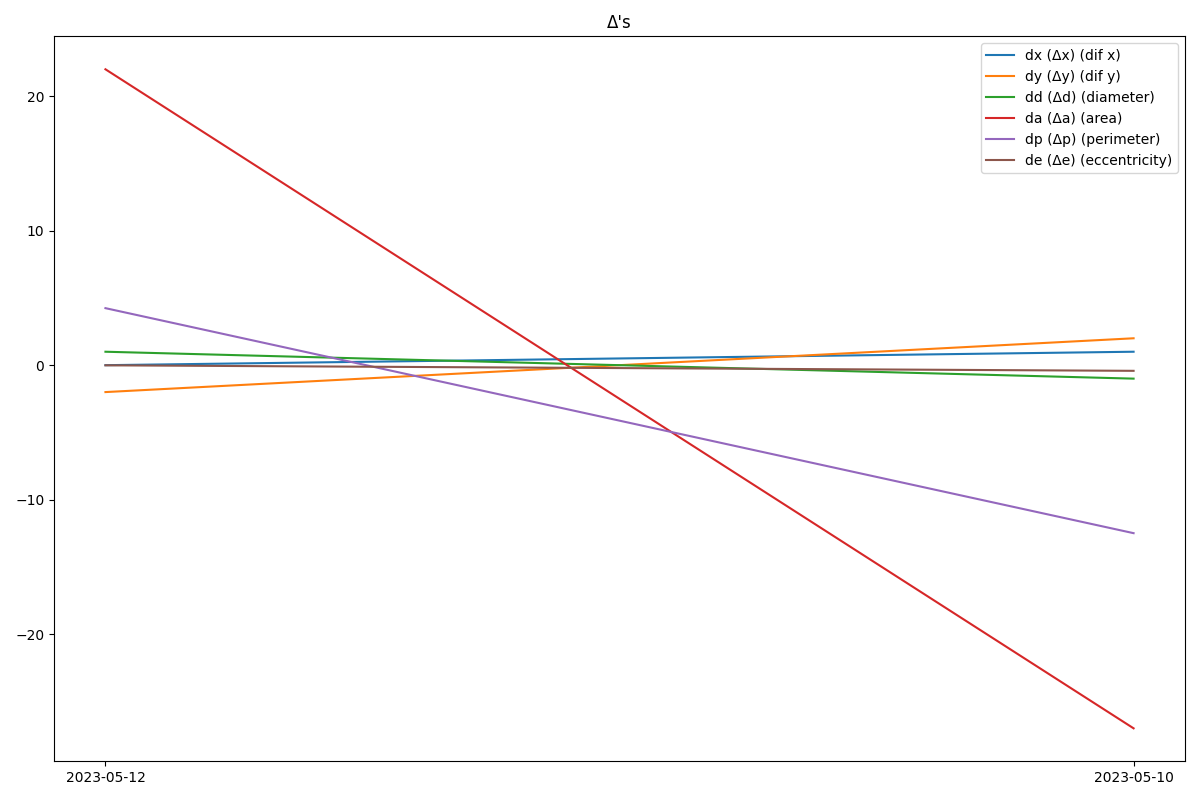 Δ's
dx (Δx) (dif x)
dy (Δy) (dif y)
dd (Δd) (diameter)
da (Δa) (area)
dp (Δp) (perimeter)
de (Δe) (eccentricity)
20
10
0
−10
−20
2023-05-12
2023-05-10